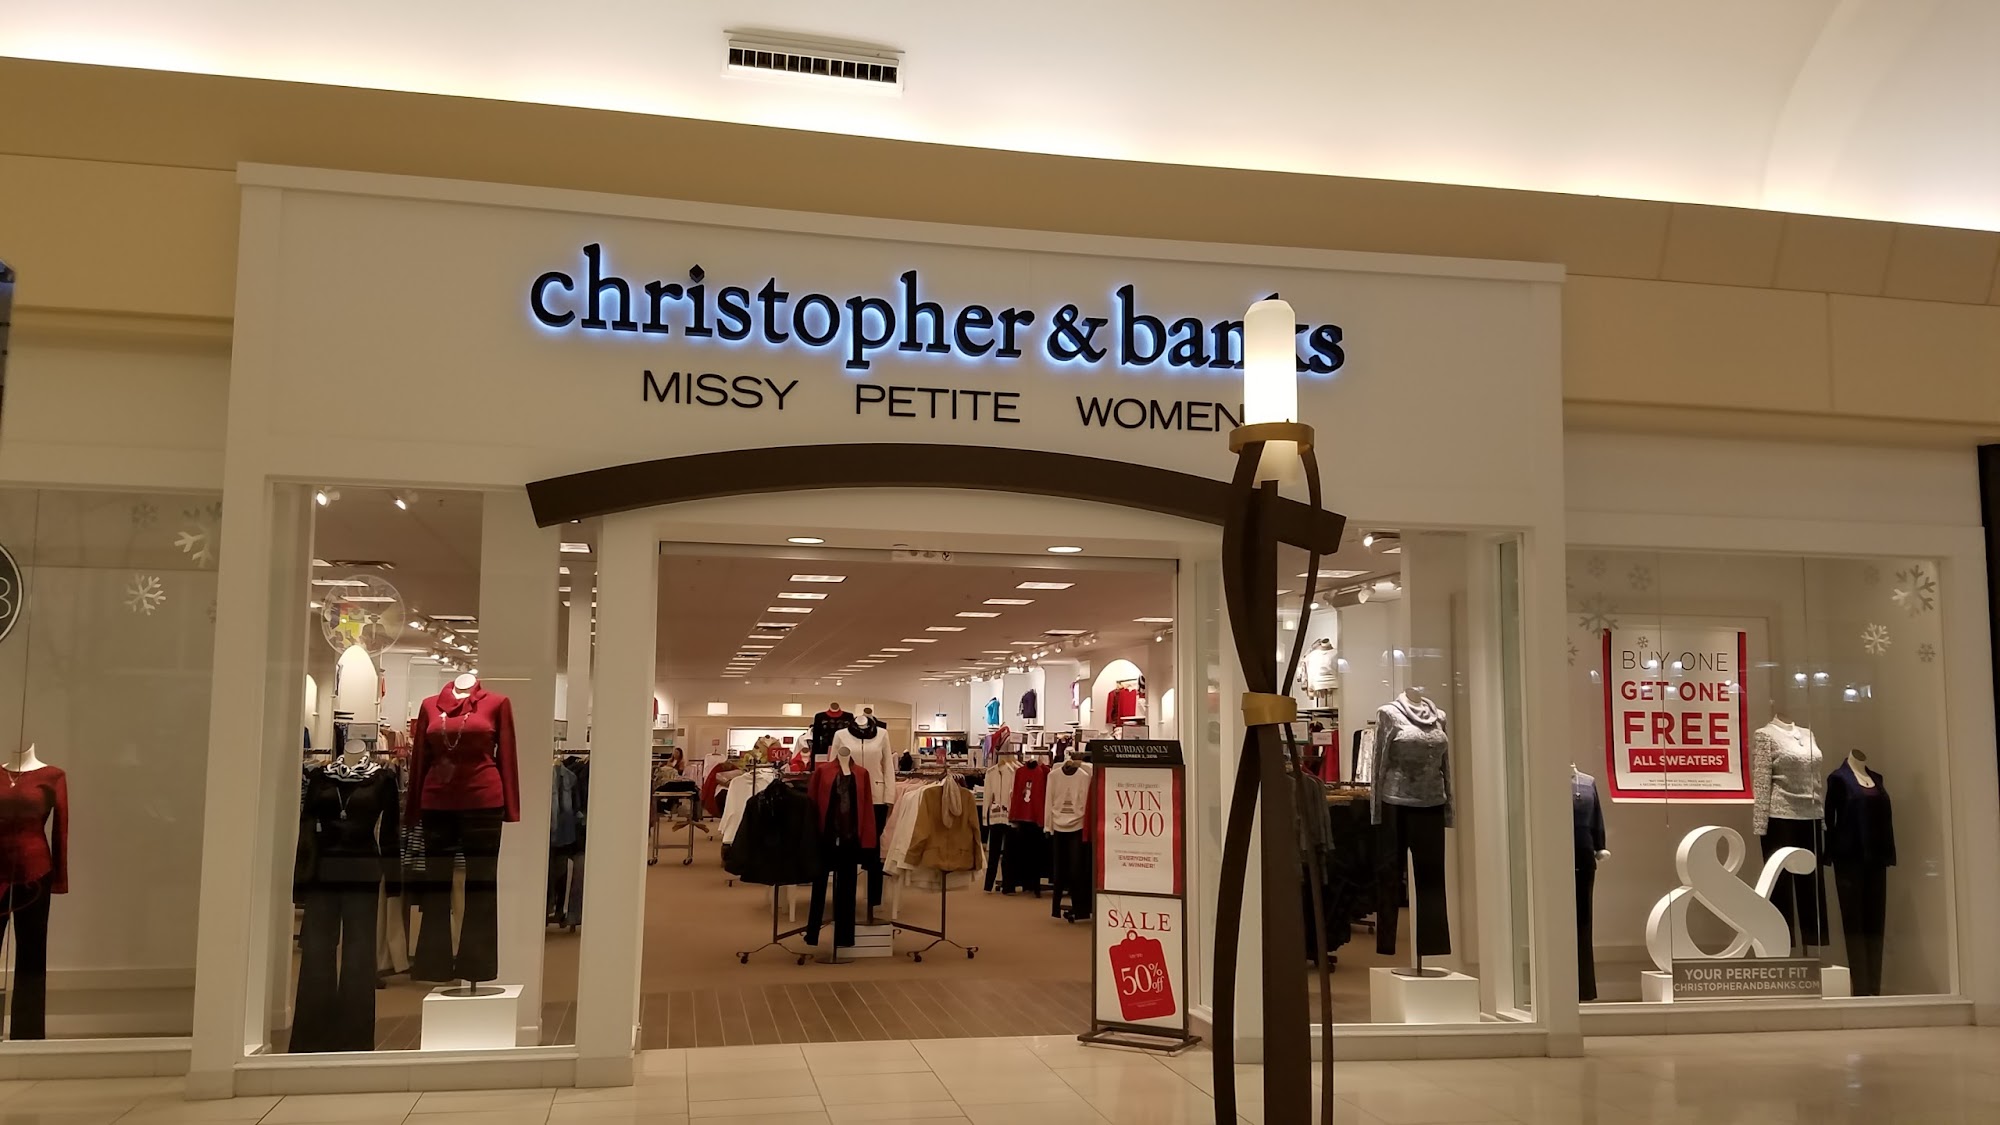 christopher & banks
MISSY PETITE WOMEN
BUY ONE
GET ONE
FREE
ALL SWEATERS*
SATURDAY ONLY
WIN
$100
EVERYONE IS
A WINNER!
SALE
50% off
YOUR PERFECT FIT
CHRISTOPHERANDBANKS.COM